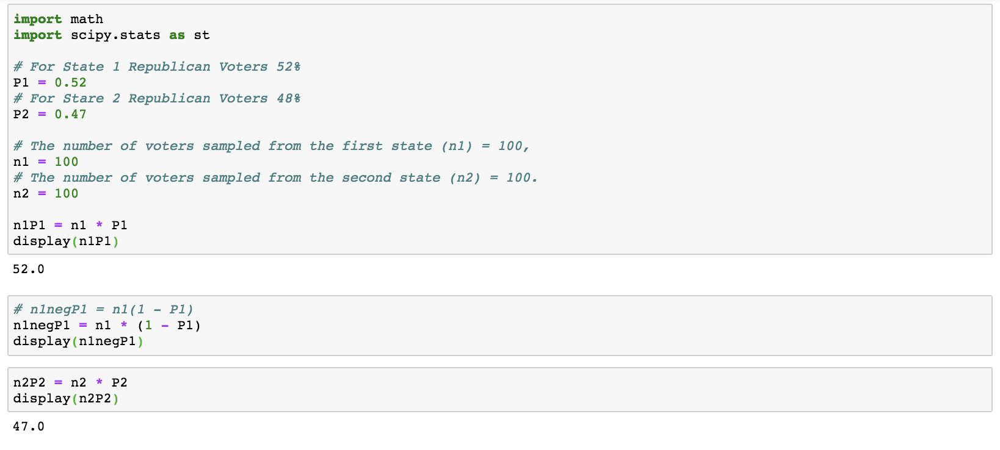 import math
import scipy.stats as st
# For State 1 Republican Voters 52%
P1 = 0.52
# For Stare 2 Republican Voters 48%
P2 = 0.47
# The number of voters sampled from the first state (n1) = 100,
n1 = 100
# The number of voters sampled from the second state (n2) = 100.
n2 = 100
n1P1 = n1 * P1
display(n1P1)
52.0
# n1negP1 = n1(1 - P1)
n1negP1 = n1 * (1 - P1)
display(n1negP1)
n2P2 = n2 * P2
display(n2P2)
47.0